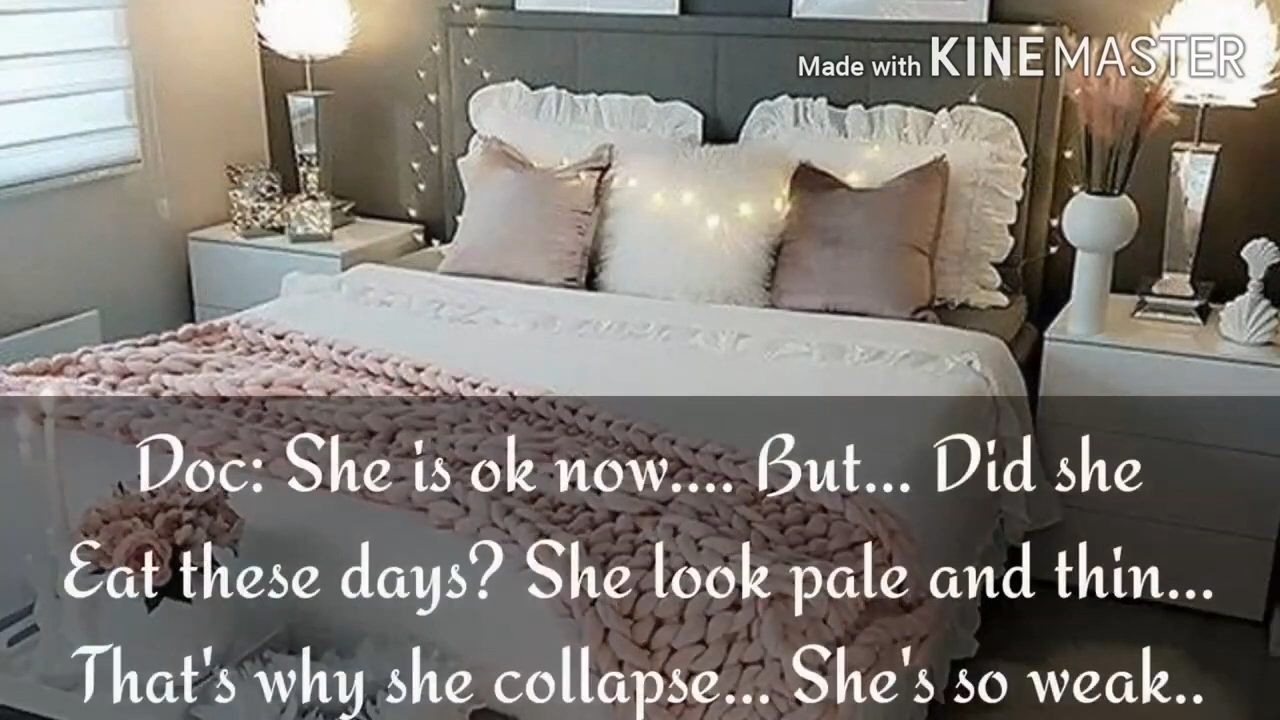 Made with KINEMASTER
Doc: She is ok now.... But... Did she
Eat these days? She look pale and thin...
That's why she collapse... She's so weak..